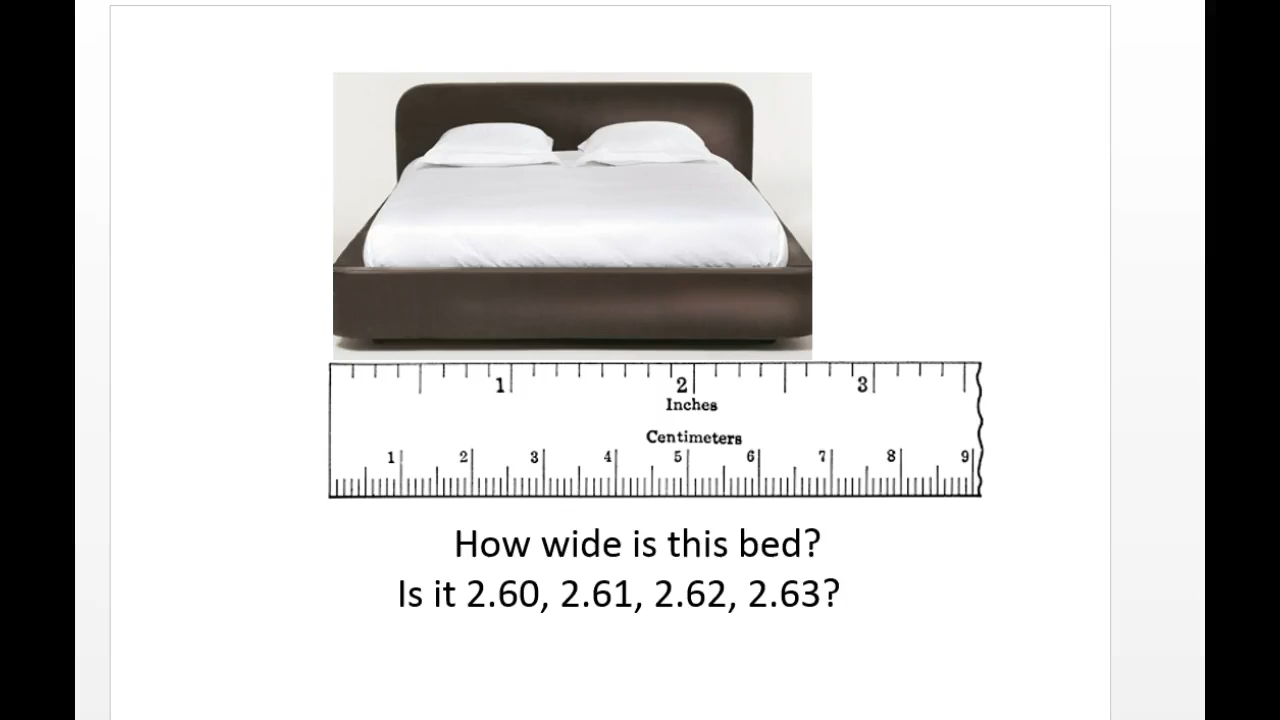 1 2 3
Inches
Centimeters
1 2 3 4 5 6 7 8 9
How wide is this bed?
Is it 2.60, 2.61, 2.62, 2.63?